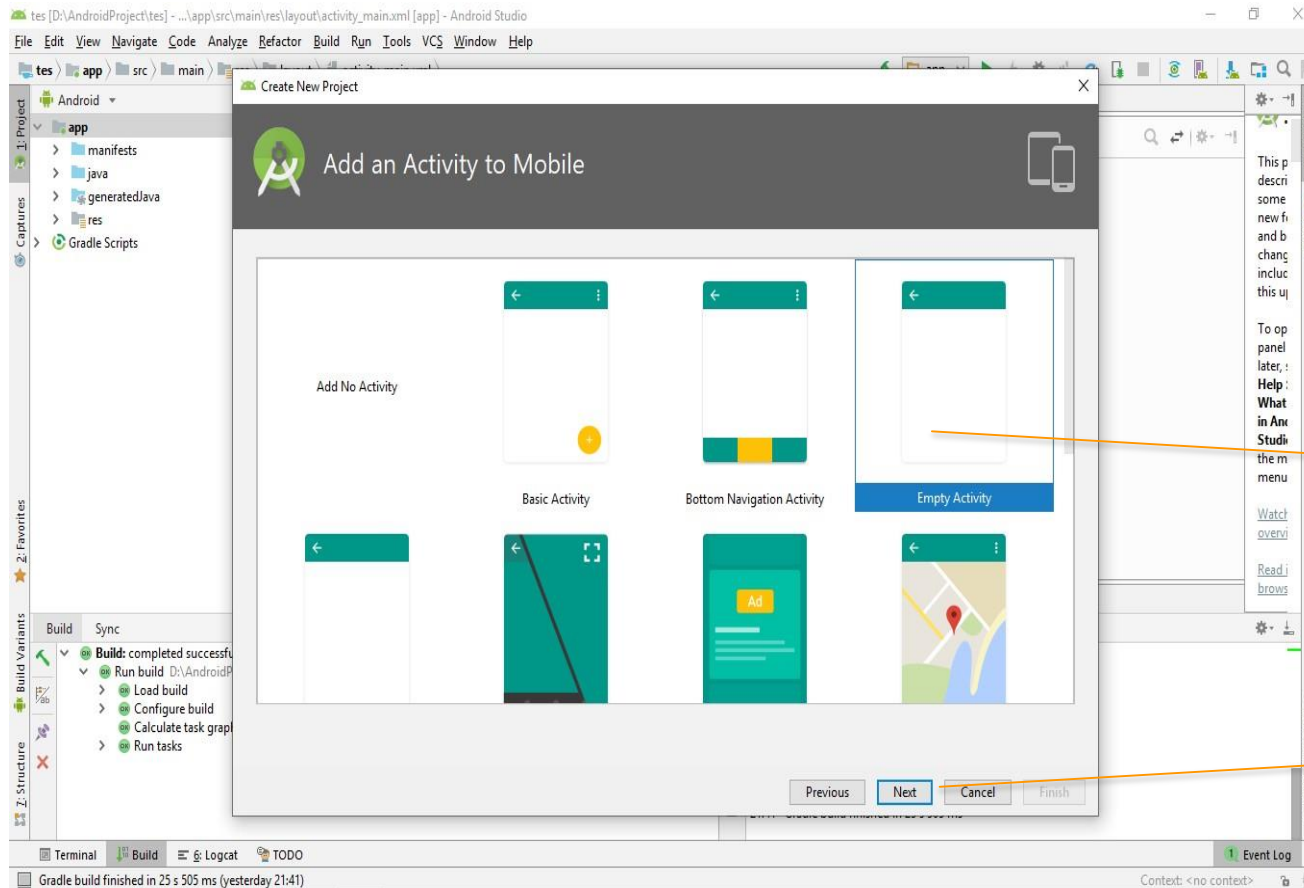 tes [D:\AndroidProject\tes] - ...\app\src\main\res\layout\activity_main.xml [app] - Android Studio
File Edit View Navigate Code Analyze Refactor Build Run Tools VCS Window Help
tes app src main
Android
1: Project
app
manifests
java
generatedJava
res
Gradle Scripts
Captures
2: Favorites
Build Variants
Z: Structure
Create New Project
Add an Activity to Mobile
Add No Activity
Basic Activity
Bottom Navigation Activity
Empty Activity
Ad
Previous Next Cancel Finish
This p
descri
some
new f
and b
chang
includ
this u
To op
panel
later,
Help
What
in And
Studi
the m
menu
Watch
overvi
Read i
brows
Build Sync
Build: completed successfu
Run build D:\AndroidP
Load build
Configure build
Calculate task grap
Run tasks
Terminal Build 6: Logcat TODO 1 Event Log
Gradle build finished in 25 s 505 ms (yesterday 21:41) Context: <no context>